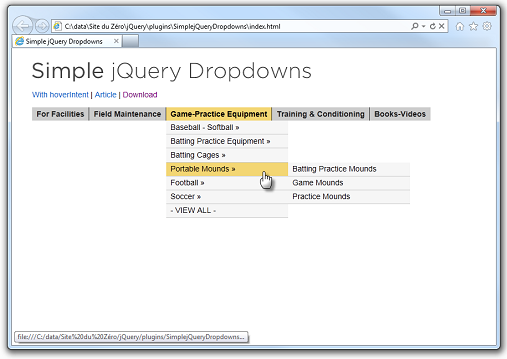 C:\data\Site du Zéro\jQuery\plugins\SimplejQueryDropdowns\index.html
Simple jQuery Dropdowns
Simple jQuery Dropdowns
With hoverIntent | Article | Download
For Facilities Field Maintenance Game-Practice Equipment Training & Conditioning Books-Videos
Baseball - Softball »
Batting Practice Equipment »
Batting Cages »
Portable Mounds » Batting Practice Mounds
Football » Game Mounds
Soccer » Practice Mounds
- VIEW ALL -
file:///C:/data/Site%20du%20Zéro/jQuery/plugins/SimplejQueryDropdowns...